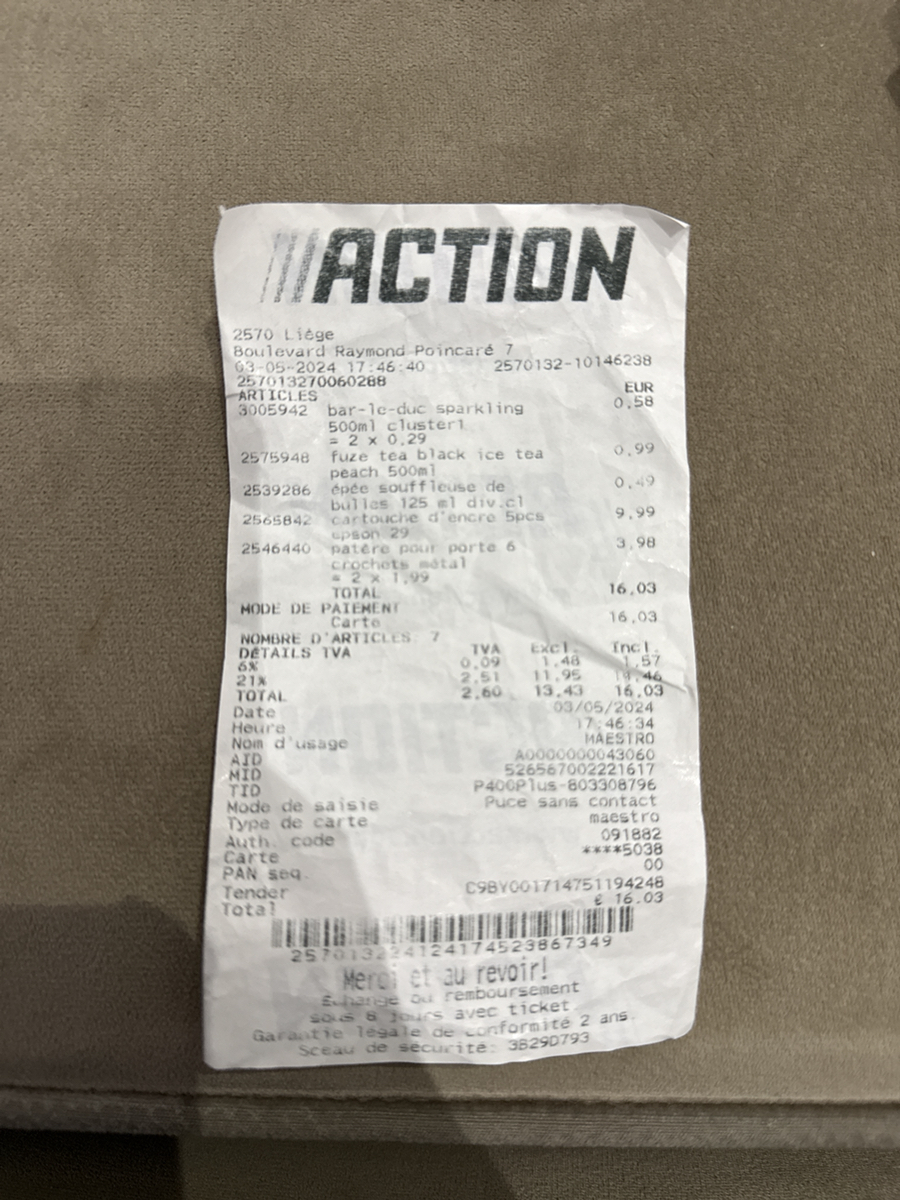 ACTION
2570 Liège
Boulevard Raymond Poincaré 7
03-05-2024 17:46:40 2570132-10146238
257013270060288
ARTICLES EUR
3005942 bar-le-duc sparkling 0,58
500ml cluster1
= 2 x 0,29
2575948 fuze tea black ice tea 0,99
peach 500ml
2539286 épée souffleuse de 0,49
bulles 125 ml div.cl
2565842 cartouche d'encre 5pcs 9,99
epson 29
2546440 patère pour porte 6 3,98
crochets métal
= 2 x 1,99
TOTAL 16,03
MODE DE PAIEMENT
Carte 16,03
NOMBRE D'ARTICLES: 7
DÉTAILS TVA TVA Excl. Incl.
6% 0,09 1,48 1,57
21% 2,51 11,95 14,46
TOTAL 2,60 13,43 16,03
Date 03/05/2024
Heure 17:46:34
Nom d'usage MAESTRO
AID A0000000043060
MID 526567002221617
TID P400Plus-803308796
Mode de saisie Puce sans contact
Type de carte maestro
Auth. code 091882
Carte ****5038
PAN seq. 00
Tender C9BY001714751194248
Total € 16.03
Merci et au revoir!
Echange ou remboursement
sous 8 jours avec ticket.
Garantie légale de conformité 2 ans.
Sceau de sécurité: 3B29D793